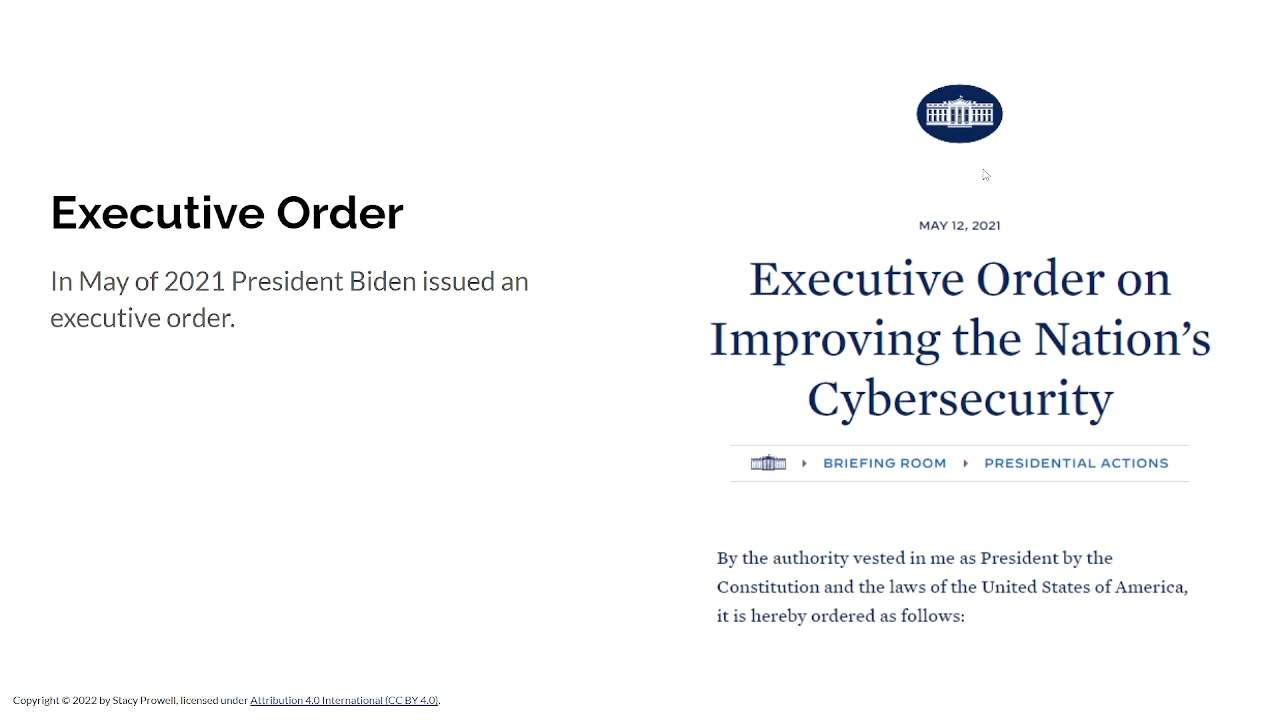 Executive Order
In May of 2021 President Biden issued an
executive order.
MAY 12, 2021
Executive Order on
Improving the Nation’s
Cybersecurity
BRIEFING ROOM PRESIDENTIAL ACTIONS
By the authority vested in me as President by the
Constitution and the laws of the United States of America,
it is hereby ordered as follows:
Copyright © 2022 by Stacy Prowell, licensed under Attribution 4.0 International (CC BY 4.0).